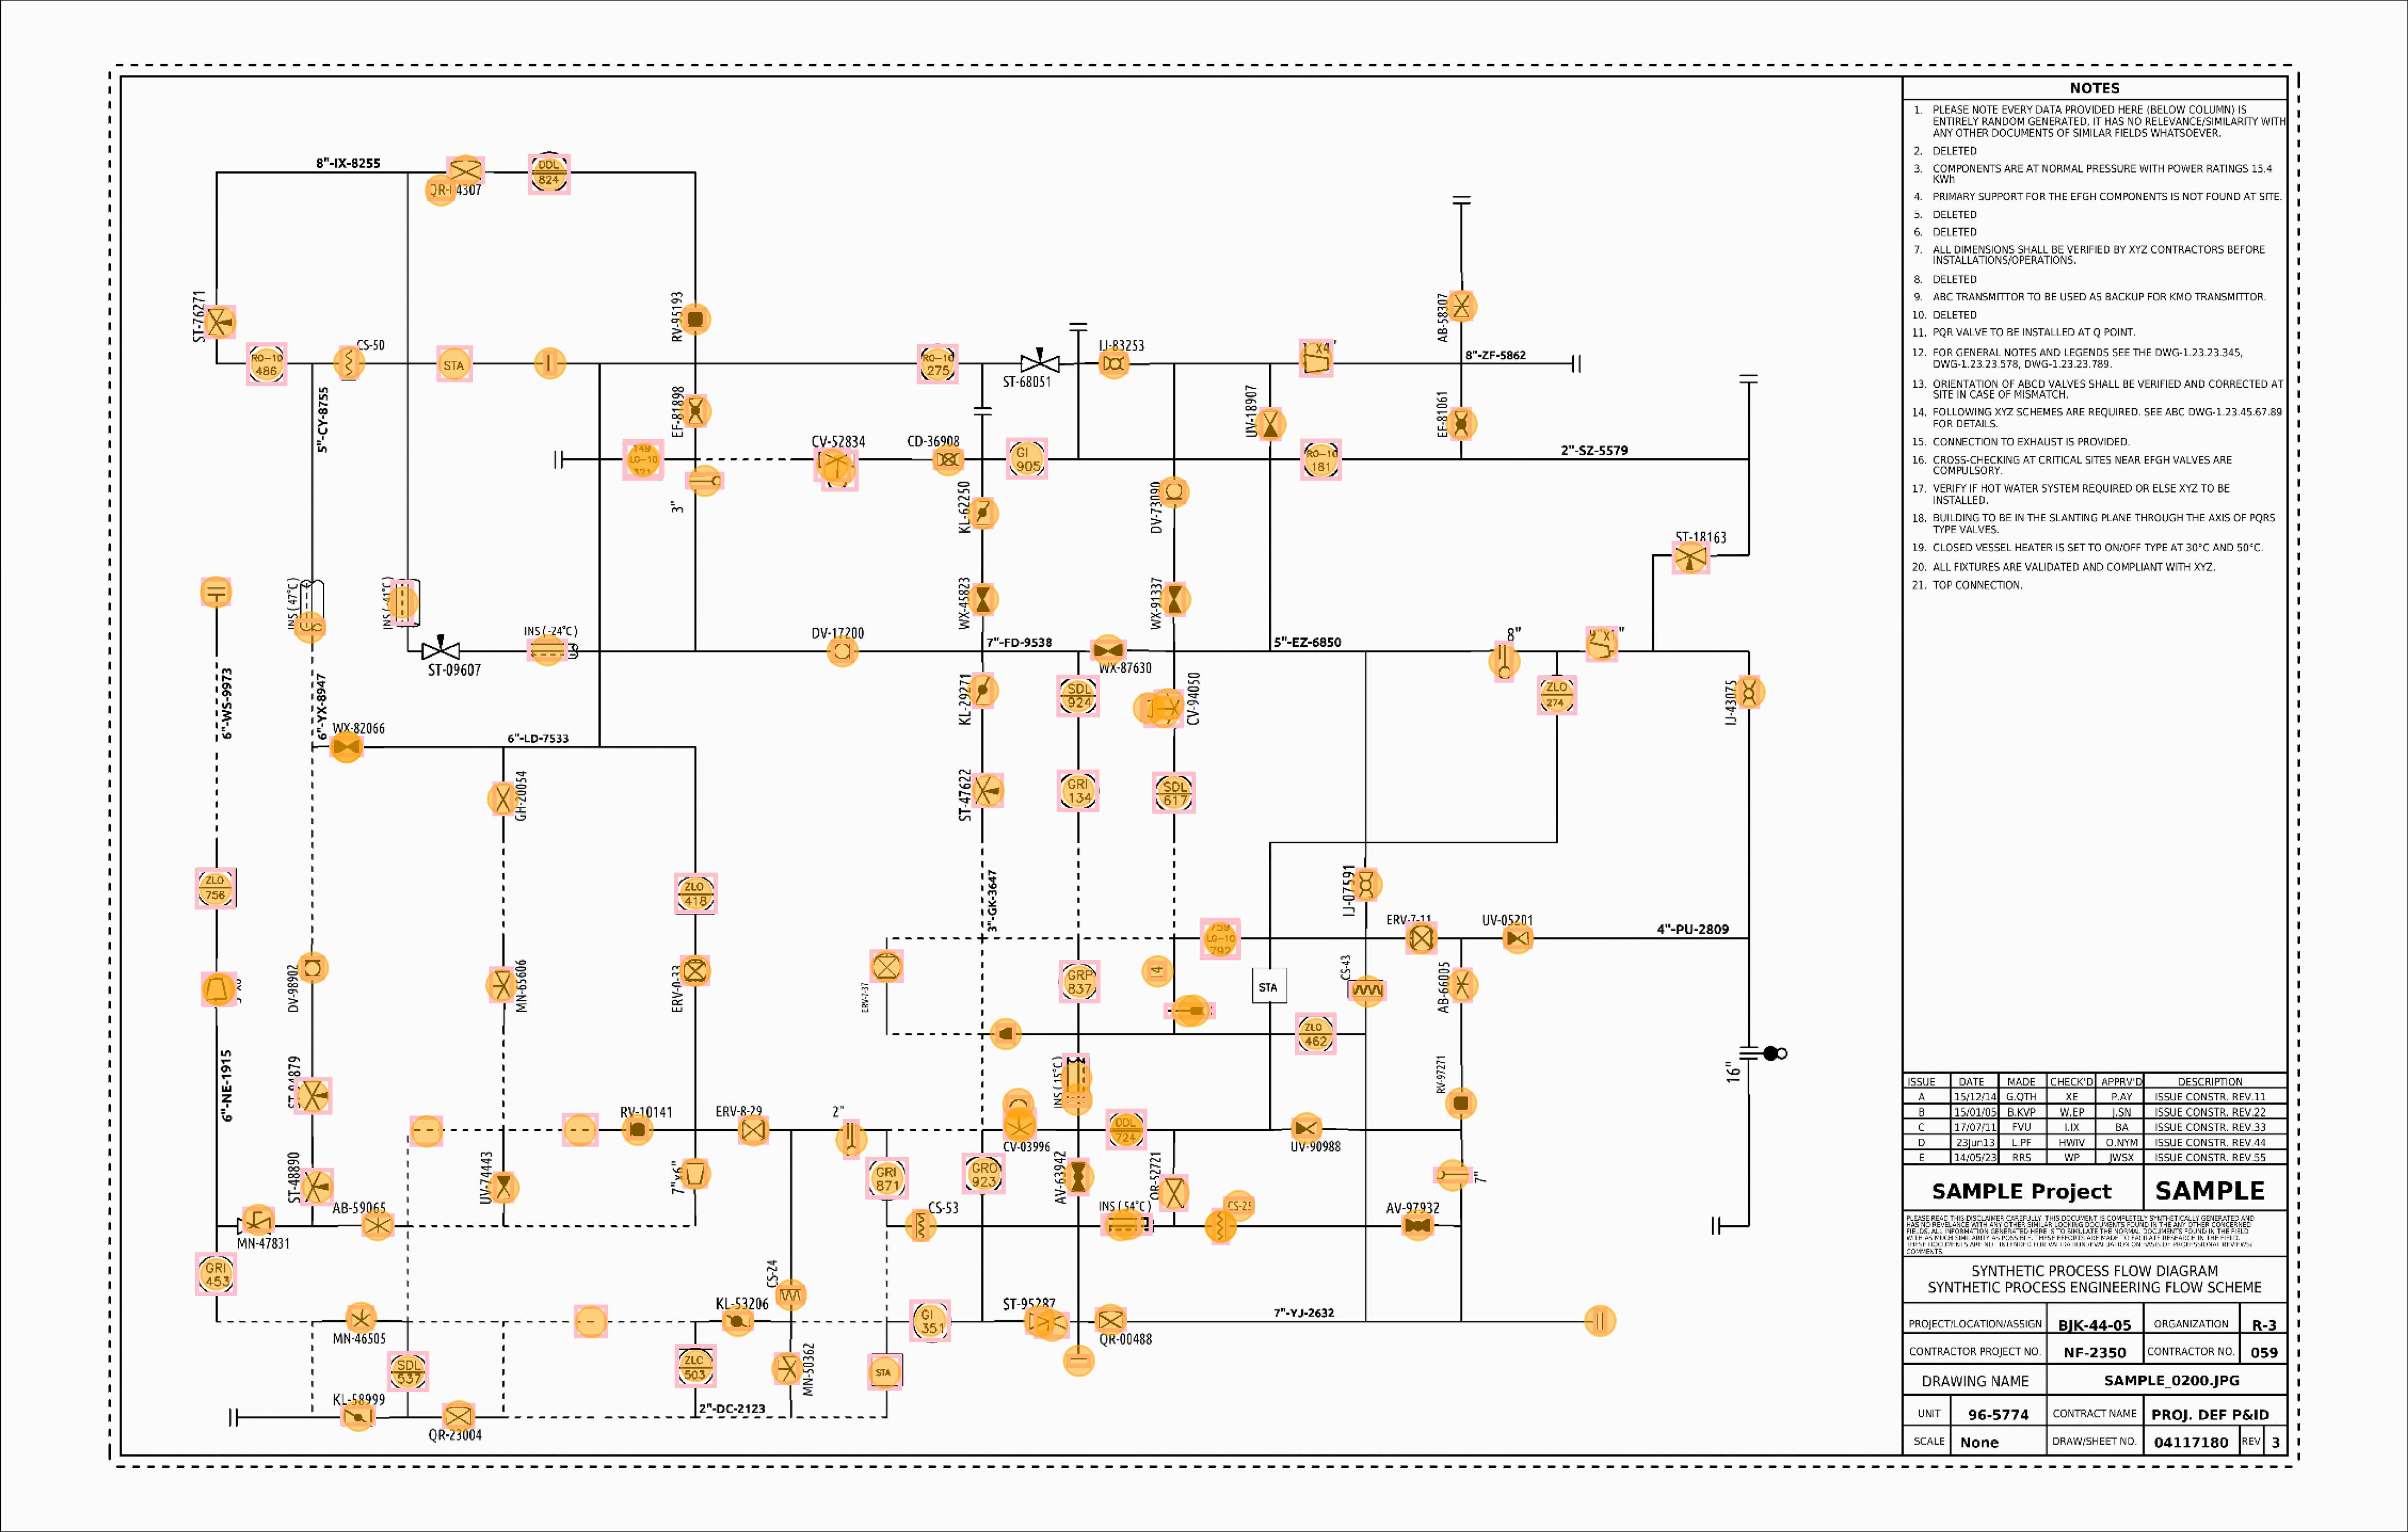 8"-IX-8255
DDL
824
ST-76271
RV-95193
AB-58307
RO-10
486
CS-50
STA
RO-10
275
ST-68051
IJ-83253
8"-ZF-5862
5"-CY-8755
EF-81898
UV-18907
EF-81061
LG-10
CV-52834
CD-36908
GI
905
RO-10
181
2"-SZ-5579
3"
KL-62250
DV-73090
ST-18163
INS(47°C)
INS(-41°C)
WX-45823
WX-91337
INS(-24°C)
DV-17200
7"-FD-9538
5"-EZ-6850
8"
ST-09607
WX-87630
6"-WS-9973
6"-YX-8947
KL-29271
SDL
924
CV-94050
ZLO
274
IJ-43075
WX-82066
6"-LD-7533
GH-20054
ST-47622
GRI
134
SDL
617
ZLO
756
ZLO
418
3"-GK-3647
IJ-07591
ERV-7-11
UV-05201
4"-PU-2809
LG-10
792
DV-98902
MN-65606
ERV-7-37
GRP
837
14
STA
CS-43
AB-66005
ZLO
462
6"-NE-1915
INS(15°C)
RV-97271
16"
RV-10141
ERV-8-29
2"
CV-03996
DDL
724
UV-90988
ST-48890
UV-74443
GRI
871
GRO
923
AV-63942
7"
AB-59065
CS-53
INS(54°C)
CS-25
AV-97932
MN-47831
GRI
453
CS-24
KL-53206
GI
351
ST-95287
7"-YJ-2632
MN-46505
QR-00488
SDL
537
503
MN-50362
STA
KL-58999
2"-DC-2123
QR-23004
NOTES
1. PLEASE NOTE EVERY DATA PROVIDED HERE (BELOW COLUMN) IS
ENTIRELY RANDOM GENERATED, IT HAS NO RELEVANCE/SIMILARITY WITH
ANY OTHER DOCUMENTS OF SIMILAR FIELDS WHATSOEVER.
2. DELETED
3. COMPONENTS ARE AT NORMAL PRESSURE WITH POWER RATINGS 15.4
KWh
4. PRIMARY SUPPORT FOR THE EFGH COMPONENTS IS NOT FOUND AT SITE.
5. DELETED
6. DELETED
7. ALL DIMENSIONS SHALL BE VERIFIED BY XYZ CONTRACTORS BEFORE
INSTALLATIONS/OPERATIONS.
8. DELETED
9. ABC TRANSMITTOR TO BE USED AS BACKUP FOR KMO TRANSMITTOR.
10. DELETED
11. PQR VALVE TO BE INSTALLED AT Q POINT.
12. FOR GENERAL NOTES AND LEGENDS SEE THE DWG-1.23.23.345,
DWG-1.23.23.578, DWG-1.23.23.789.
13. ORIENTATION OF ABCD VALVES SHALL BE VERIFIED AND CORRECTED AT
SITE IN CASE OF MISMATCH.
14. FOLLOWING XYZ SCHEMES ARE REQUIRED. SEE ABC DWG-1.23.45.67.89
FOR DETAILS.
15. CONNECTION TO EXHAUST IS PROVIDED.
16. CROSS-CHECKING AT CRITICAL SITES NEAR EFGH VALVES ARE
COMPULSORY.
17. VERIFY IF HOT WATER SYSTEM REQUIRED OR ELSE XYZ TO BE
INSTALLED.
18. BUILDING TO BE IN THE SLANTING PLANE THROUGH THE AXIS OF PQRS
TYPE VALVES.
19. CLOSED VESSEL HEATER IS SET TO ON/OFF TYPE AT 30°C AND 50°C.
20. ALL FIXTURES ARE VALIDATED AND COMPLIANT WITH XYZ.
21. TOP CONNECTION.
ISSUE DATE MADE CHECK'D APPRV'D DESCRIPTION
A 15/12/14 G.QTH XE P.AY ISSUE CONSTR. REV.11
B 15/01/05 B.KVP W.EP J.SN ISSUE CONSTR. REV.22
C 17/07/11 FVU I.IX BA ISSUE CONSTR. REV.33
D 23Jun13 L.PF HWIV O.NYM ISSUE CONSTR. REV.44
E 14/05/23 RRS WP JWSX ISSUE CONSTR. REV.55
SAMPLE Project SAMPLE
PLEASE READ THIS DISCLAIMER CAREFULLY. THIS DOCUMENT IS COMPLETELY SYNTHETICALLY GENERATED AND
COMMENTS.
SYNTHETIC PROCESS FLOW DIAGRAM
SYNTHETIC PROCESS ENGINEERING FLOW SCHEME
PROJECT/LOCATION/ASSIGN BJK-44-05 ORGANIZATION R-3
CONTRACTOR PROJECT NO. NF-2350 CONTRACTOR NO. 059
DRAWING NAME SAMPLE_0200.JPG
UNIT 96-5774 CONTRACT NAME PROJ. DEF P&ID
SCALE None DRAW/SHEET NO. 04117180 REV 3